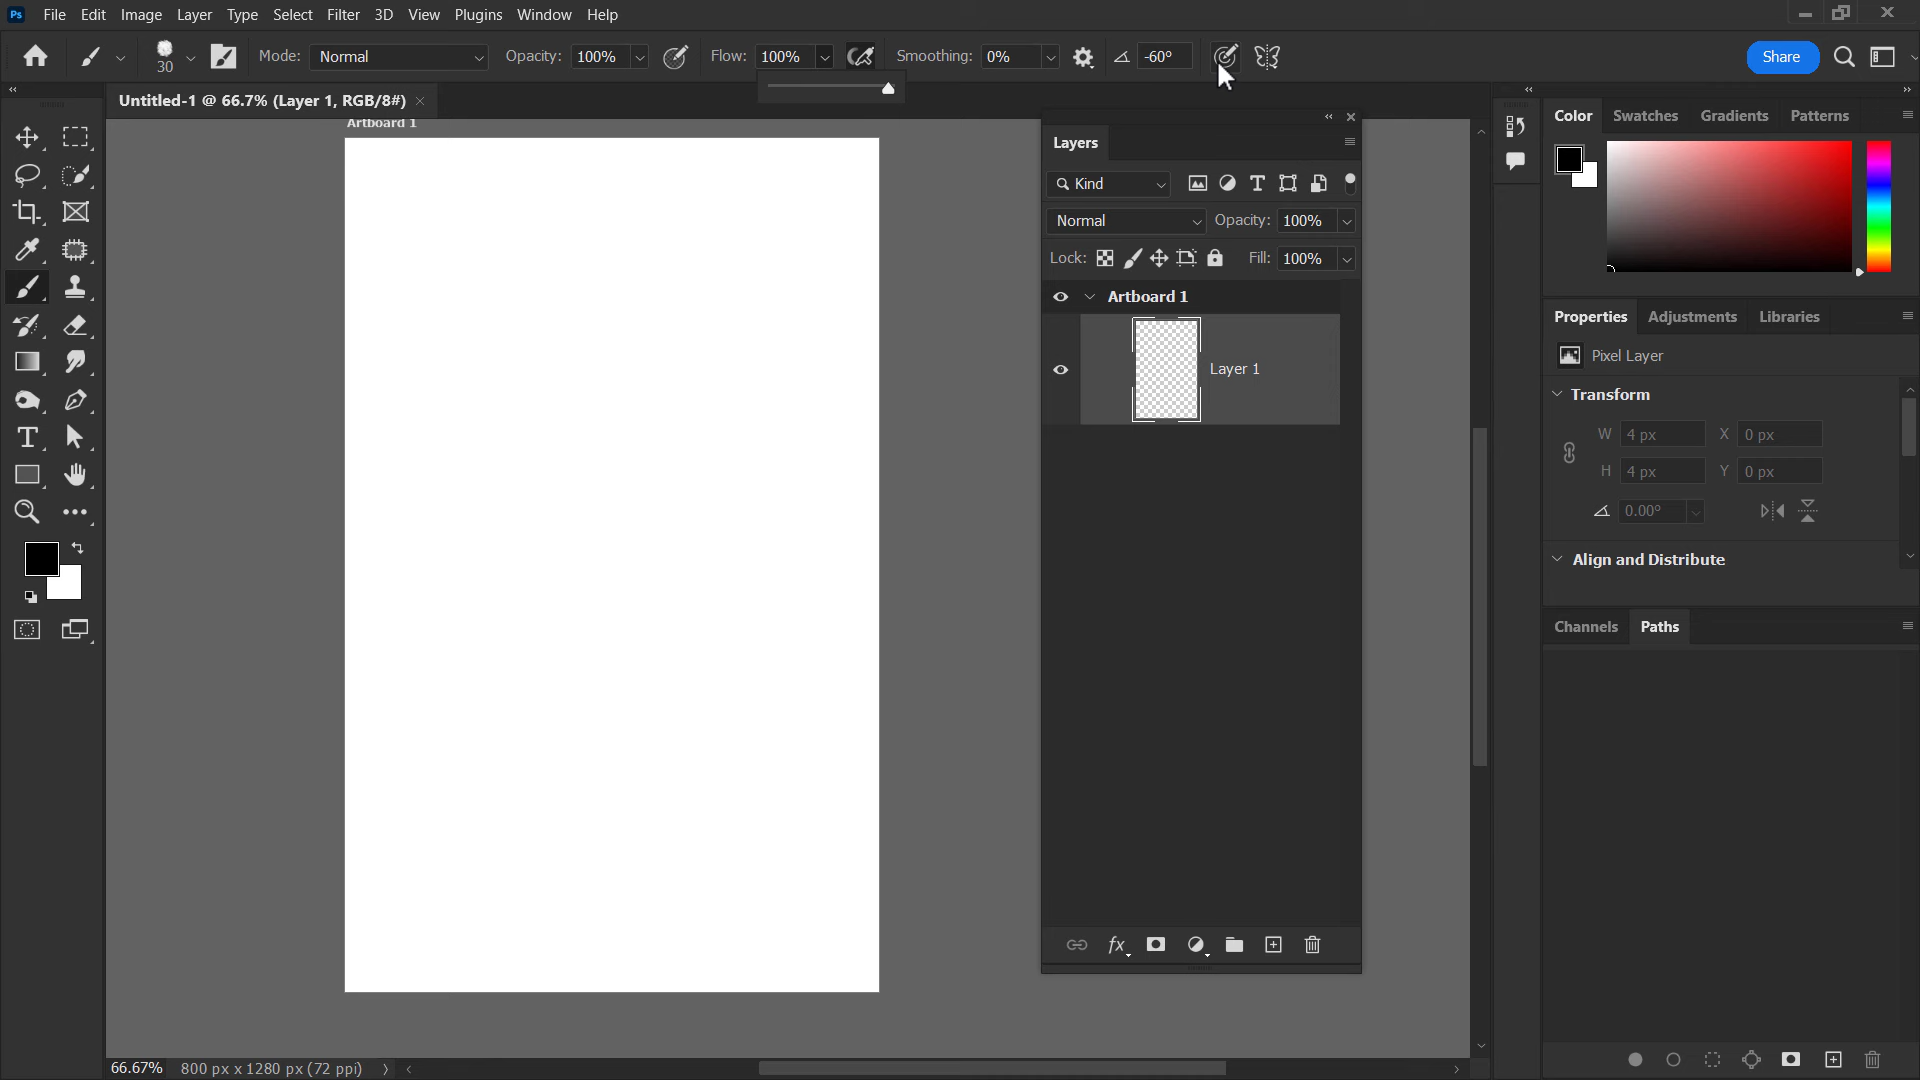 Ps File Edit Image Layer Type Select Filter 3D View Plugins Window Help
30 Mode: Normal Opacity: 100% Flow: 100% Smoothing: 0% -60° Share
Untitled-1 @ 66.7% (Layer 1, RGB/8#)
Artboard 1
Layers
Kind
Normal Opacity: 100%
Lock: Fill: 100%
Artboard 1
Layer 1
fx
Color Swatches Gradients Patterns
Properties Adjustments Libraries
Pixel Layer
Transform
W 4 px X 0 px
H 4 px Y 0 px
0.00°
Align and Distribute
Channels Paths
66.67% 800 px x 1280 px (72 ppi)